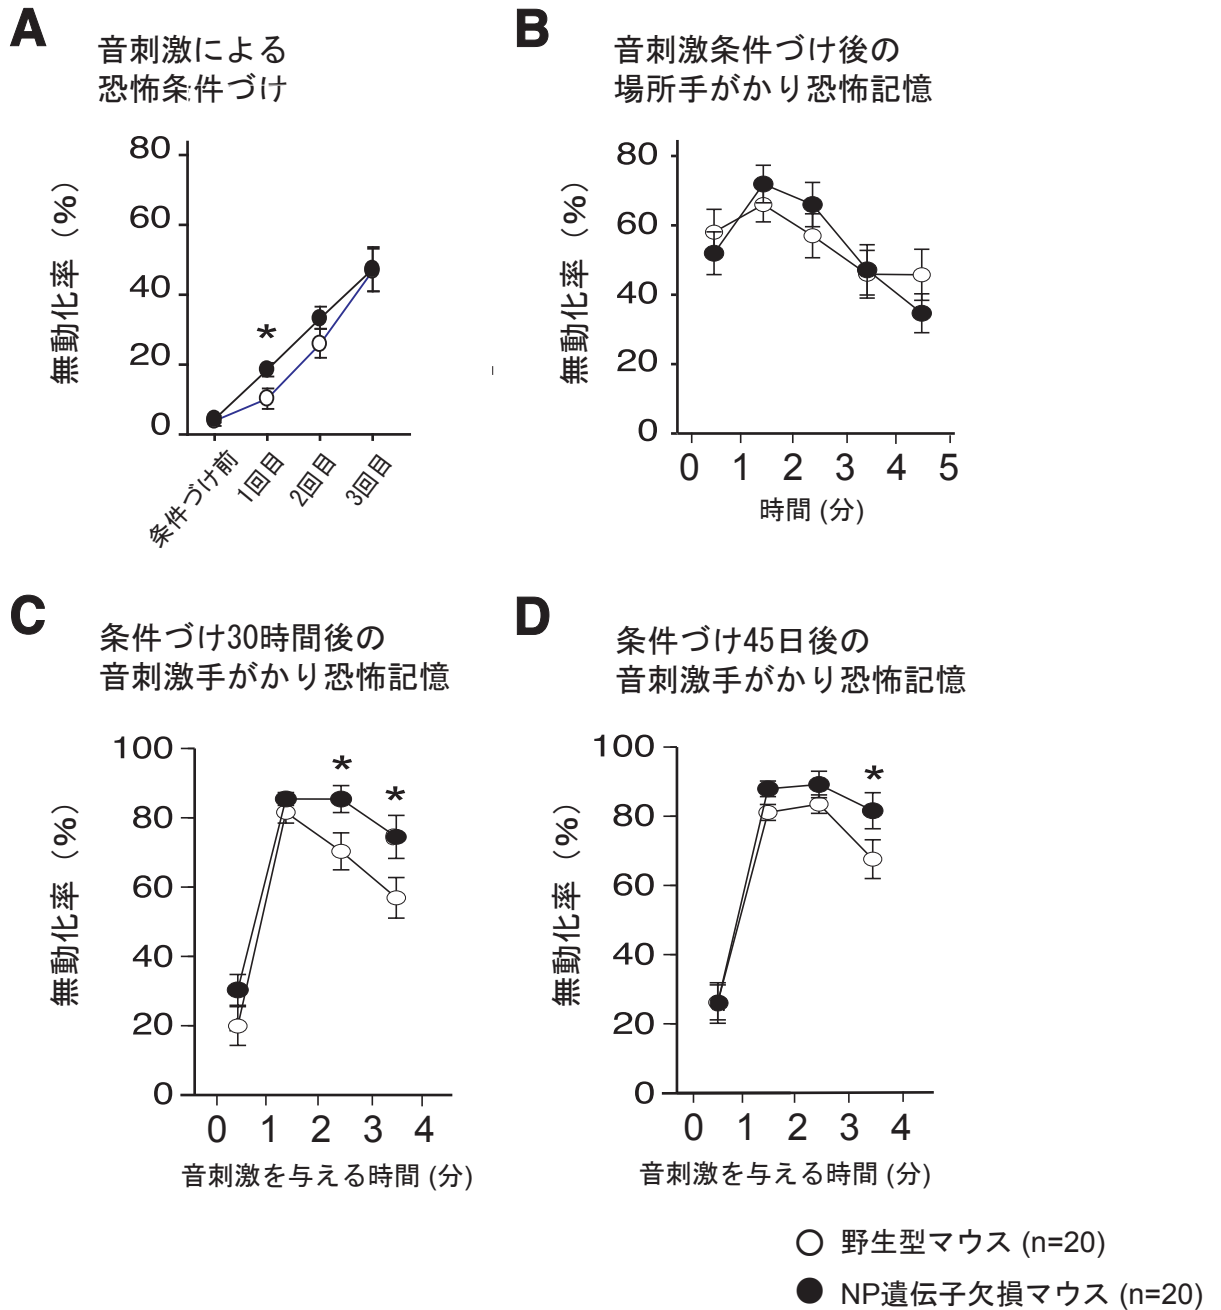 A
音刺激による
恐怖条件づけ
無動化率 (%)
80
60
40
20
0
条件づけ前
1回目
2回目
3回目
*
B
音刺激条件づけ後の
場所手がかり恐怖記憶
無動化率 (%)
80
60
40
20
0
0 1 2 3 4 5
時間 (分)
C
条件づけ30時間後の
音刺激手がかり恐怖記憶
無動化率 (%)
100
80
60
40
20
0
* *
0 1 2 3 4
音刺激を与える時間 (分)
D
条件づけ45日後の
音刺激手がかり恐怖記憶
無動化率 (%)
100
80
60
40
20
0
*
0 1 2 3 4
音刺激を与える時間 (分)
野生型マウス (n=20)
NP遺伝子欠損マウス (n=20)